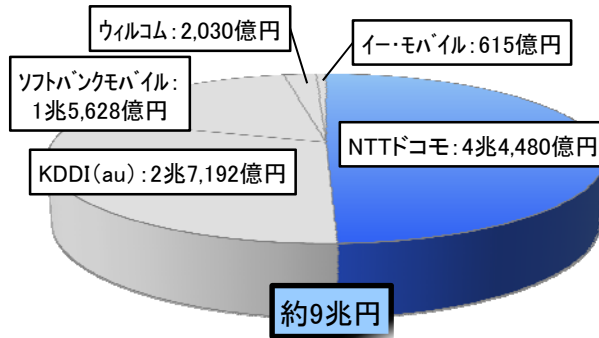 ウィルコム：2,030億円
イー・モバイル：615億円
ソフトバンクモバイル：
1兆5,628億円
NTTドコモ：4兆4,480億円
KDDI（au）：2兆7,192億円
約9兆円